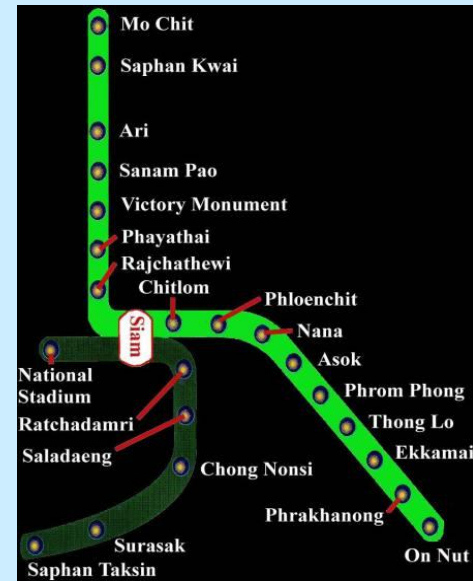 Mo Chit
Saphan Kwai
Ari
Sanam Pao
Victory Monument
Phayathai
Rajchathewi
Chitlom
Siam
Phloenchit
Nana
Asok
Phrom Phong
Thong Lo
Ekkamai
Phrakhanong
On Nut
National
Stadium
Ratchadamri
Saladaeng
Chong Nonsi
Surasak
Saphan Taksin